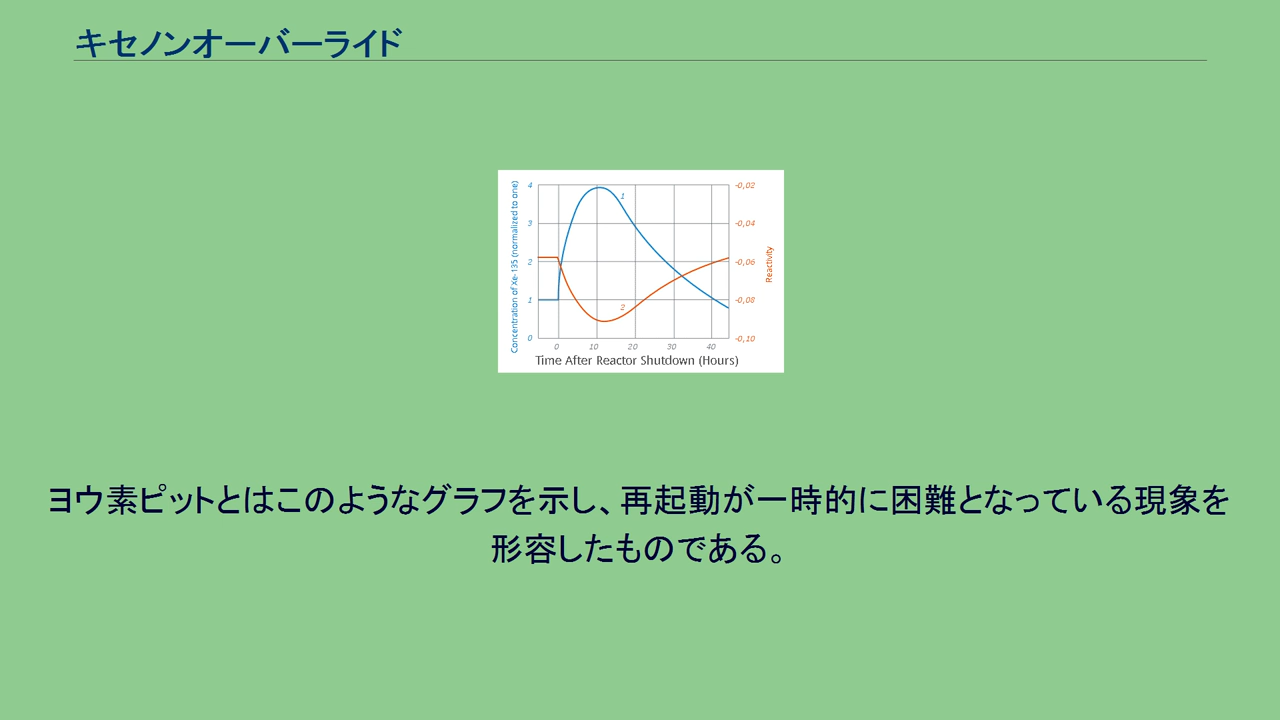 キセノンオーバーライド
Concentration of Xe-135 (normalized to one)
4
3
2
1
0
1
2
-0,02
-0,04
-0,06
-0,08
-0,10
Reactivity
0 10 20 30 40
Time After Reactor Shutdown (Hours)
ヨウ素ピットとはこのようなグラフを示し、再起動が一時的に困難となっている現象を
形容したものである。